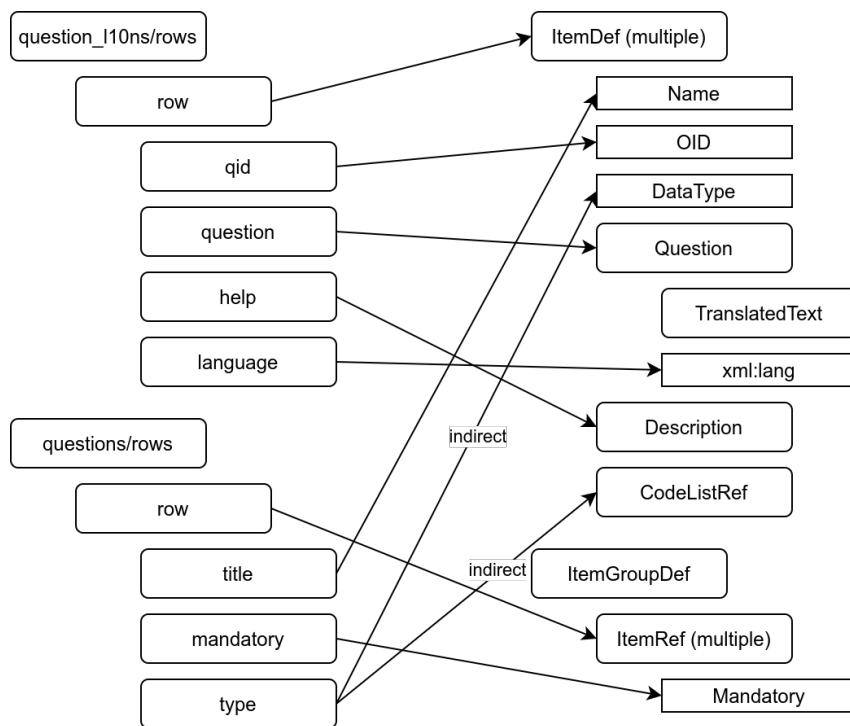 question_l10ns/rows
ItemDef (multiple)
row
Name
qid
OID
DataType
question
Question
help
TranslatedText
language
xml:lang
questions/rows
indirect
Description
row
CodeListRef
title
indirect
ItemGroupDef
mandatory
ItemRef (multiple)
type
Mandatory